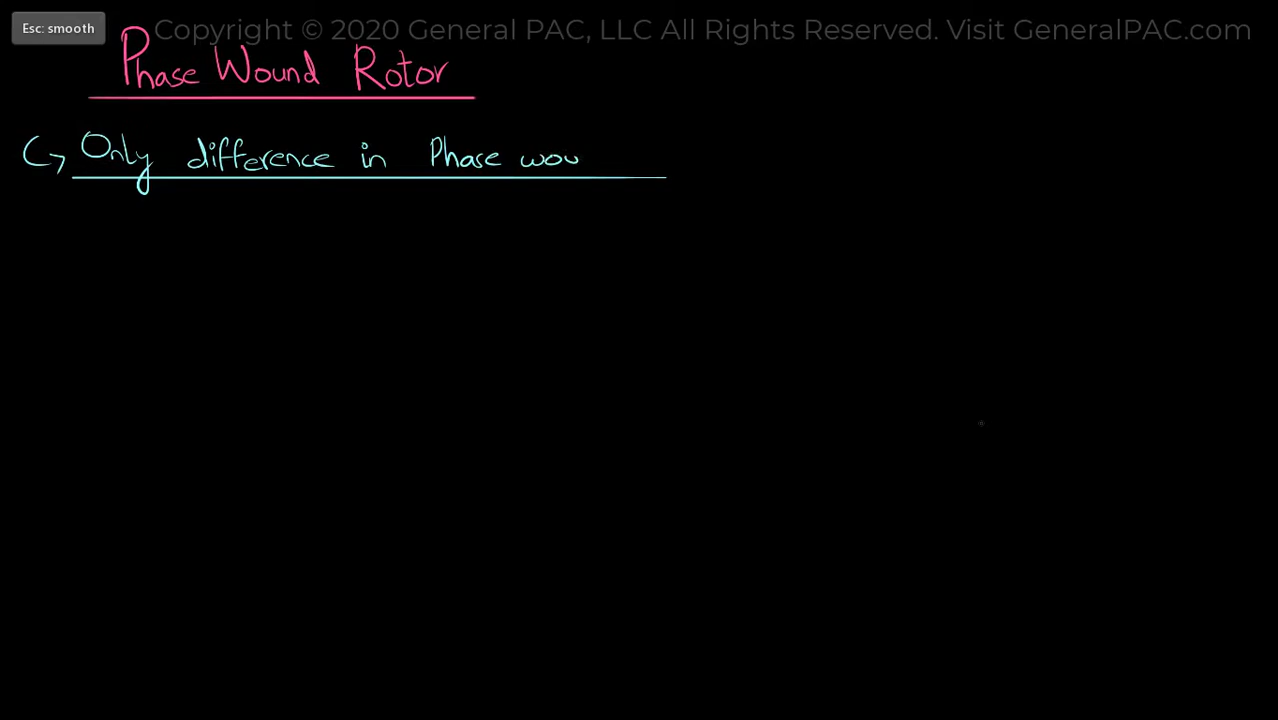 Esc: smooth
Copyright © 2020 General PAC, LLC All Rights Reserved. Visit GeneralPAC.com
Phase Wound Rotor
Only difference in Phase wou